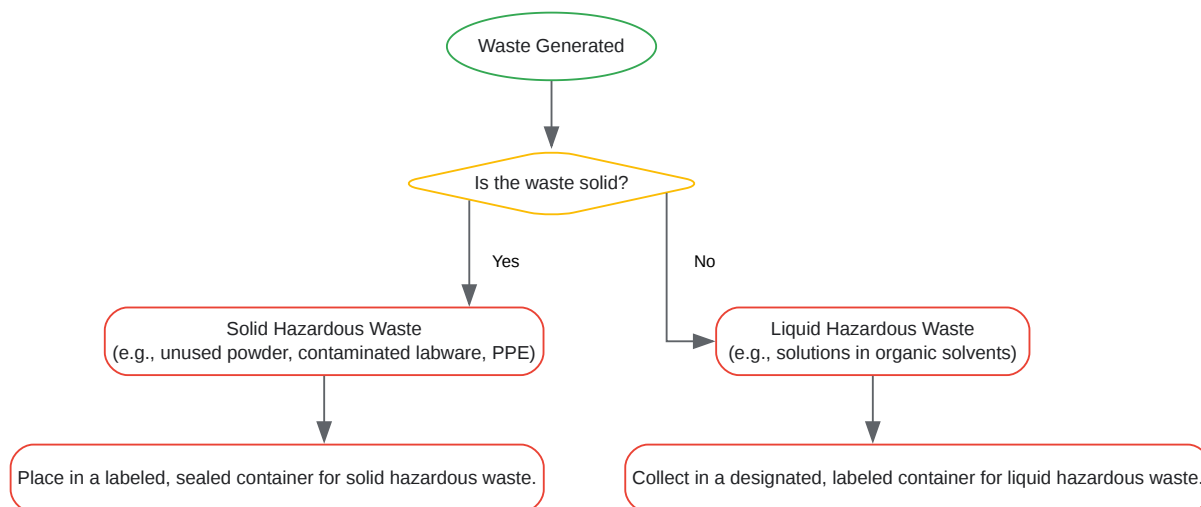 Waste Generated
Is the waste solid?
Yes
No
Solid Hazardous Waste
(e.g., unused powder, contaminated labware, PPE)
Liquid Hazardous Waste
(e.g., solutions in organic solvents)
Place in a labeled, sealed container for solid hazardous waste.
Collect in a designated, labeled container for liquid hazardous waste.